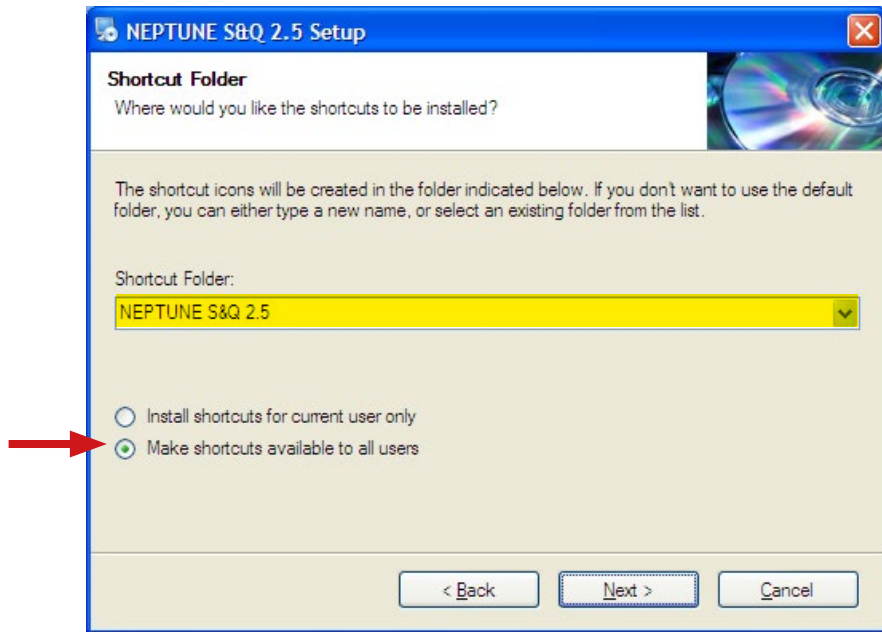 NEPTUNE S&Q 2.5 Setup
Shortcut Folder
Where would you like the shortcuts to be installed?
The shortcut icons will be created in the folder indicated below. If you don't want to use the default
folder, you can either type a new name, or select an existing folder from the list.
Shortcut Folder:
NEPTUNE S&Q 2.5
Install shortcuts for current user only
Make shortcuts available to all users
< Back Next > Cancel